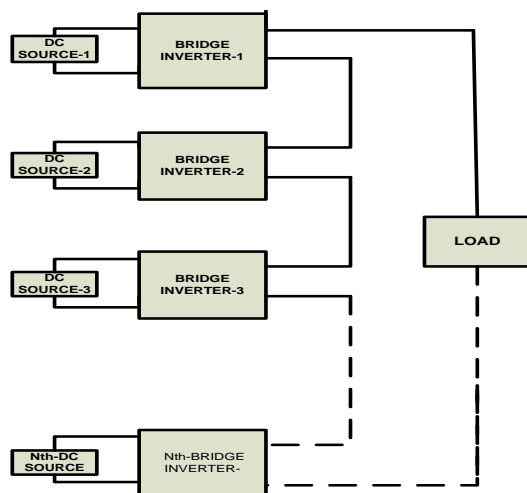 DC
SOURCE-1
BRIDGE
INVERTER-1
DC
SOURCE-2
BRIDGE
INVERTER-2
LOAD
DC
SOURCE-3
BRIDGE
INVERTER-3
Nth-DC
SOURCE
Nth-BRIDGE
INVERTER-